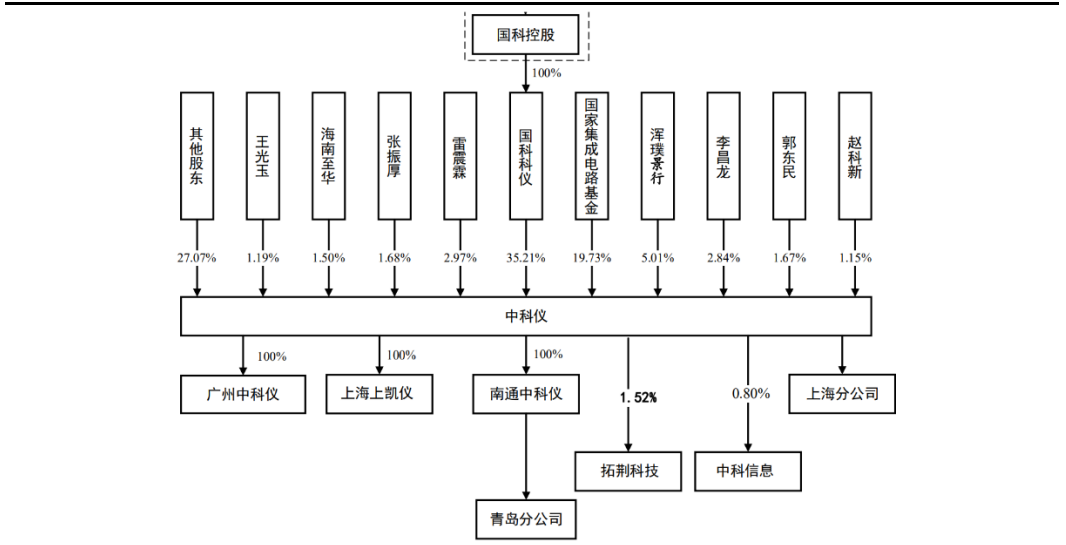 国科控股
100%
其他股东
王光玉
海南至华
张振厚
雷震霖
国科科仪
国家集成电路基金
浑璞景行
李昌龙
郭东民
赵科新
27.07%
1.19%
1.50%
1.68%
2.97%
35.21%
19.73%
5.01%
2.84%
1.67%
1.15%
中科仪
100%
100%
100%
广州中科仪
上海上凯仪
南通中科仪
1.52%
0.80%
上海分公司
拓荆科技
中科信息
青岛分公司